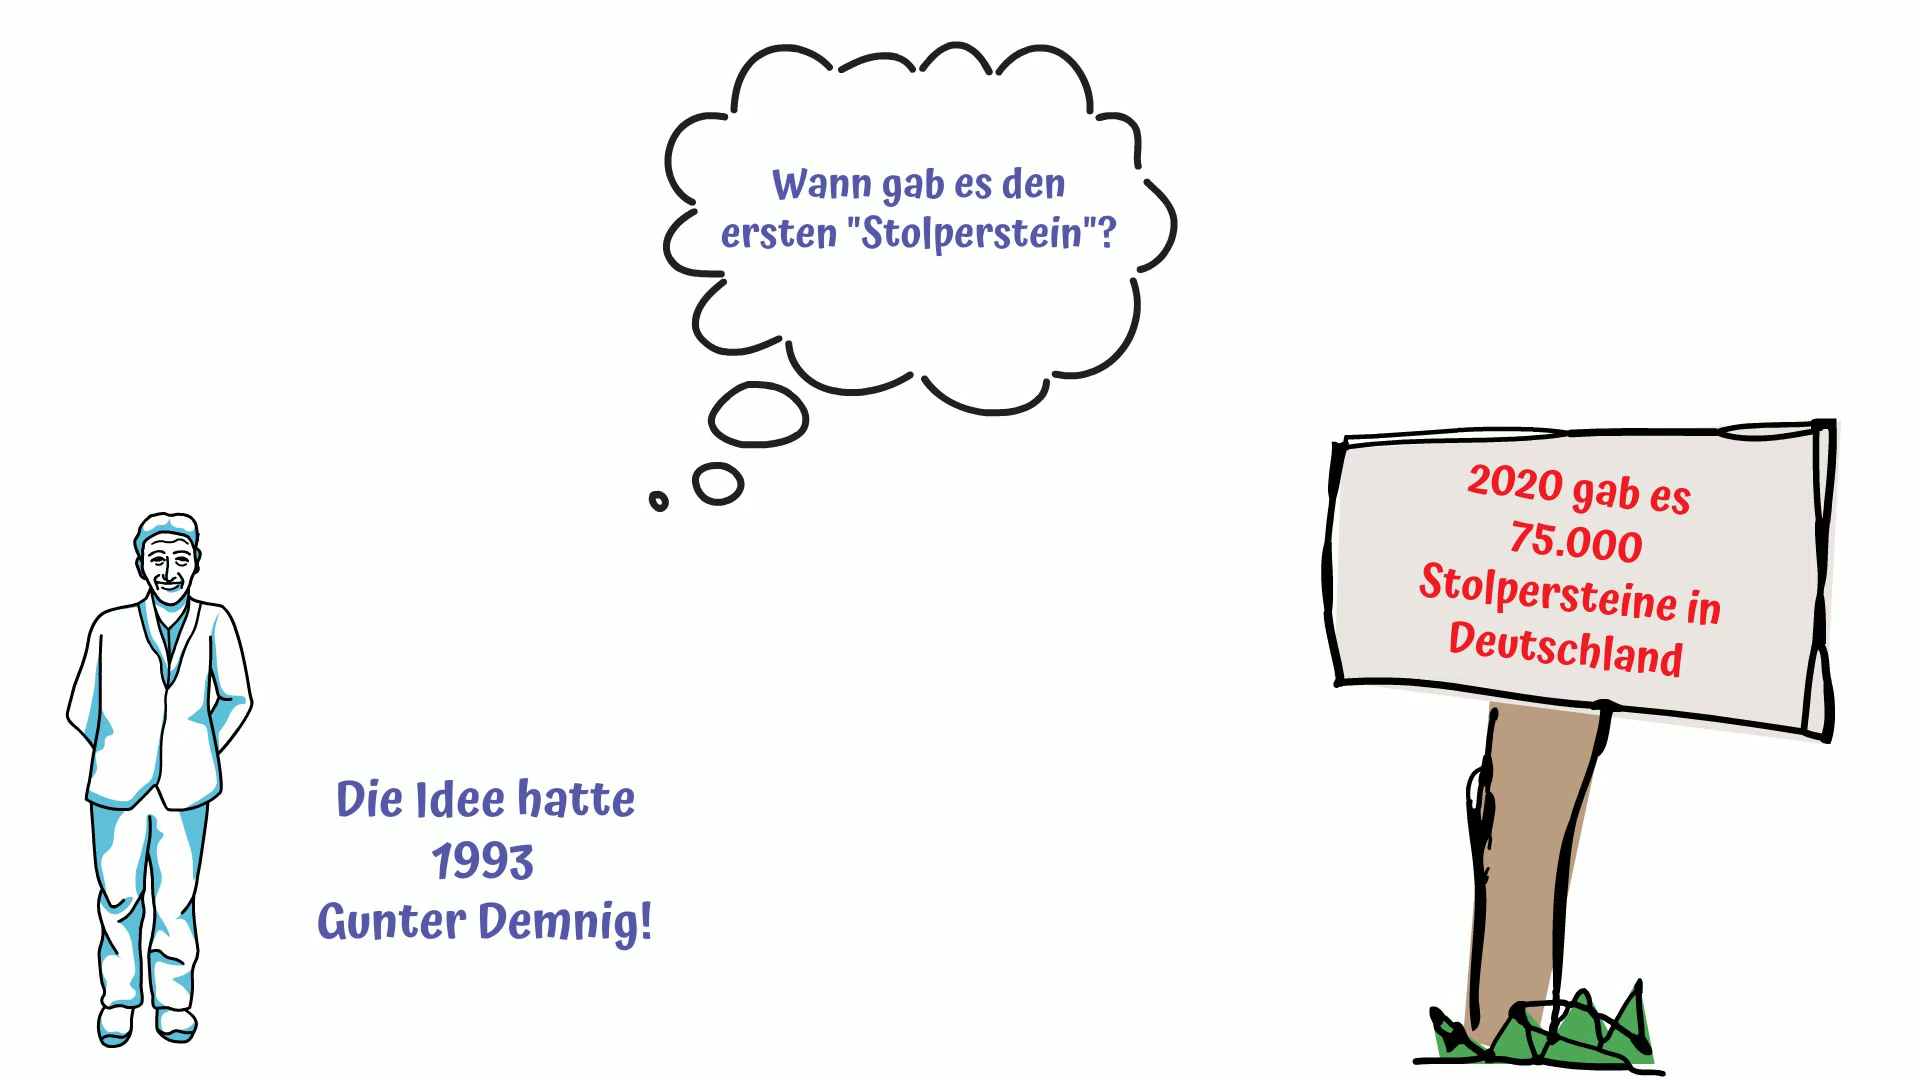 Wann gab es den
ersten "Stolperstein"?
2020 gab es
75.000
Stolpersteine in
Deutschland
Die Idee hatte
1993
Gunter Demnig!